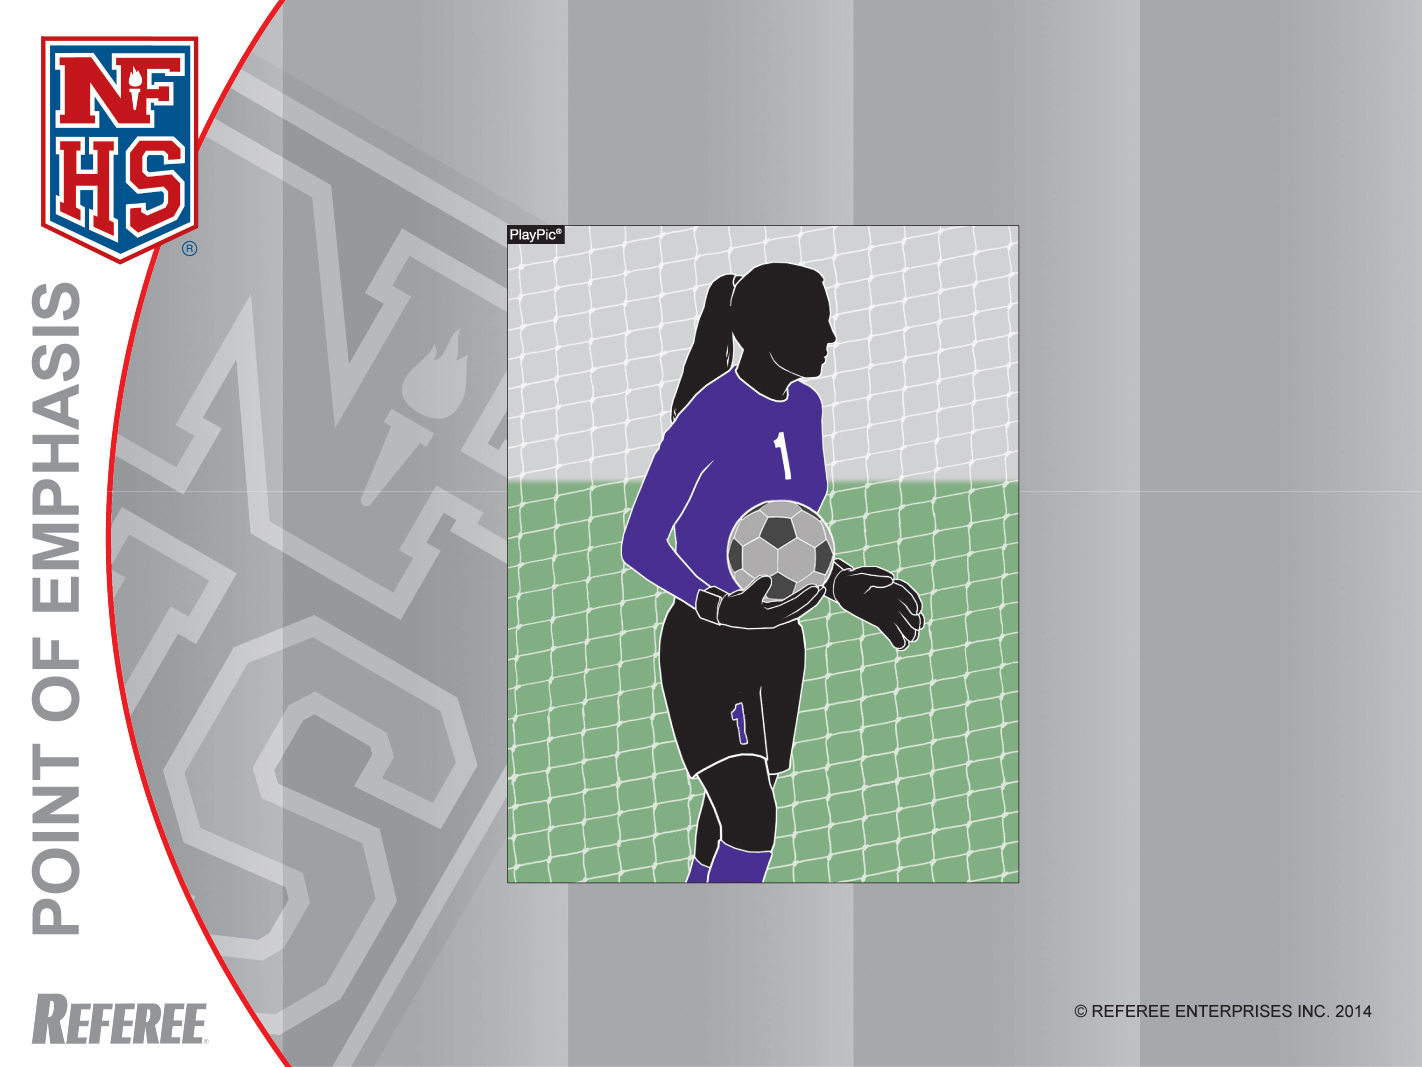 NF
HS
®
POINT OF EMPHASIS
PlayPic®
1
1
REFEREE®
© REFEREE ENTERPRISES INC. 2014